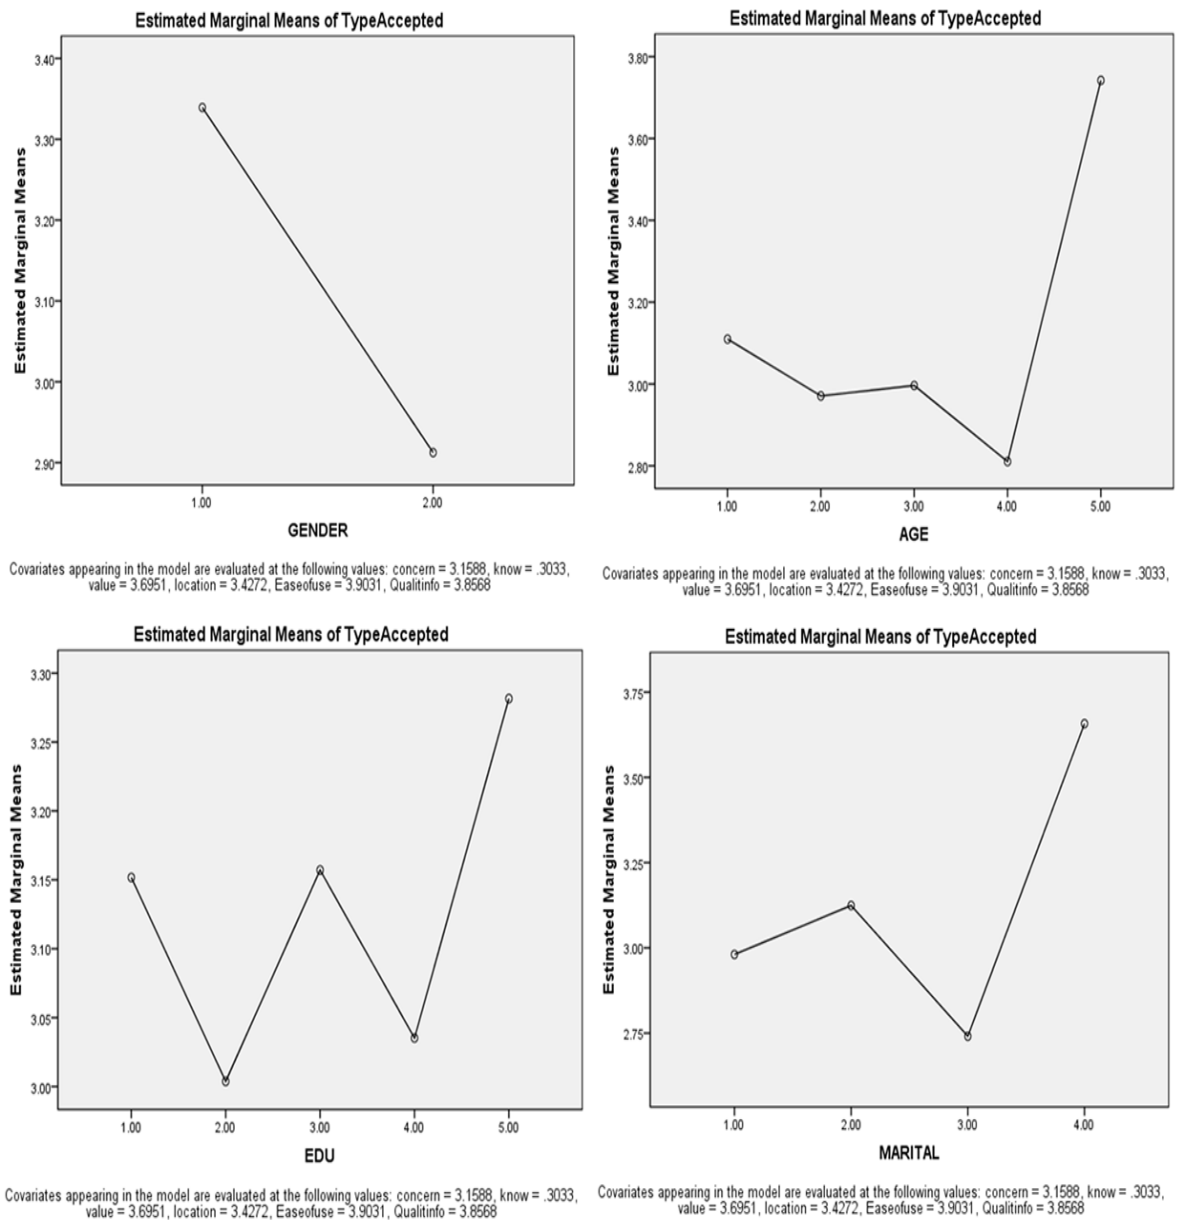 Estimated Marginal Means of TypeAccepted
Estimated Marginal Means
3.40
3.30
3.20
3.10
3.00
2.90
1.00 2.00
GENDER
Covariates appearing in the model are evaluated at the following values: concern = 3.1588, know = .3033,
value = 3.6951, location = 3.4272, Easeofuse = 3.9031, Qualitinfo = 3.8568
Estimated Marginal Means of TypeAccepted
Estimated Marginal Means
3.80
3.60
3.40
3.20
3.00
2.80
1.00 2.00 3.00 4.00 5.00
AGE
Covariates appearing in the model are evaluated at the following values: concern = 3.1588, know = .3033,
value = 3.6951, location = 3.4272, Easeofuse = 3.9031, Qualitinfo = 3.8568
Estimated Marginal Means of TypeAccepted
Estimated Marginal Means
3.30
3.25
3.20
3.15
3.10
3.05
3.00
1.00 2.00 3.00 4.00 5.00
EDU
Covariates appearing in the model are evaluated at the following values: concern = 3.1588, know = .3033,
value = 3.6951, location = 3.4272, Easeofuse = 3.9031, Qualitinfo = 3.8568
Estimated Marginal Means of TypeAccepted
Estimated Marginal Means
3.75
3.50
3.25
3.00
2.75
1.00 2.00 3.00 4.00
MARITAL
Covariates appearing in the model are evaluated at the following values: concern = 3.1588, know = .3033,
value = 3.6951, location = 3.4272, Easeofuse = 3.9031, Qualitinfo = 3.8568